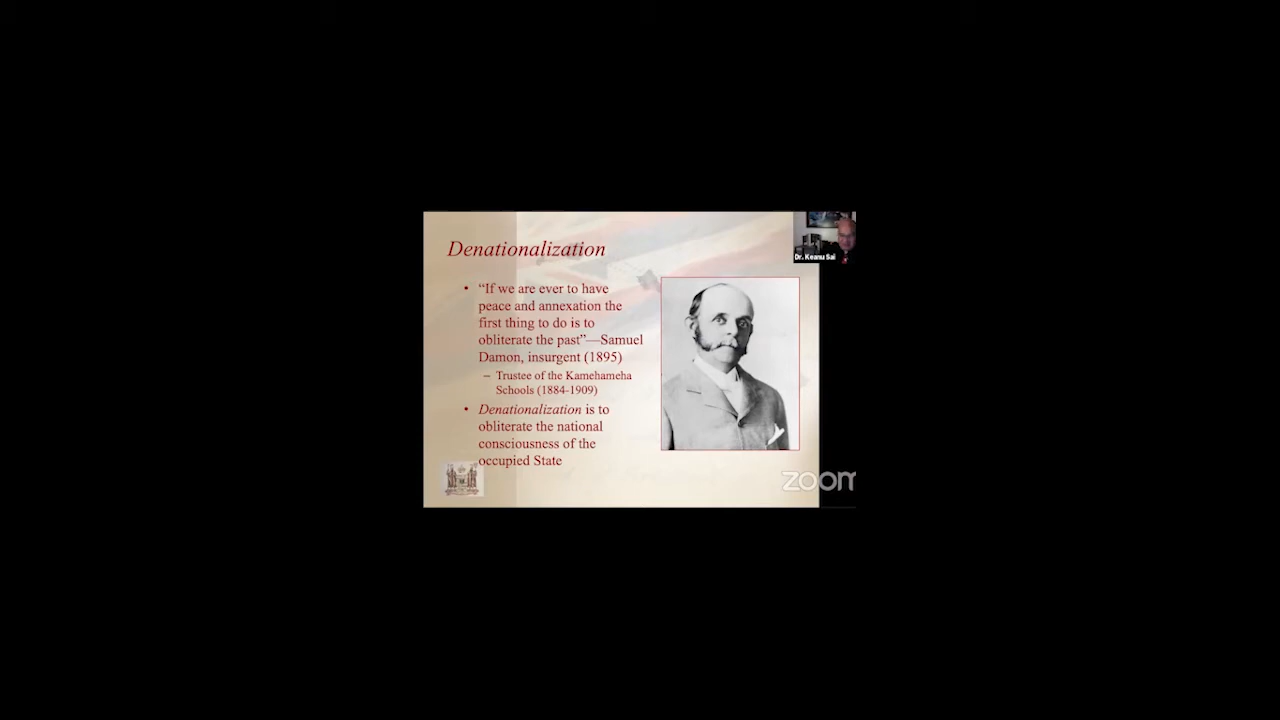 Denationalization
Dr. Keanu Sai
• “If we are ever to have
peace and annexation the
first thing to do is to
obliterate the past”—Samuel
Damon, insurgent (1895)
– Trustee of the Kamehameha
Schools (1884-1909)
• Denationalization is to
obliterate the national
consciousness of the
occupied State
zoom